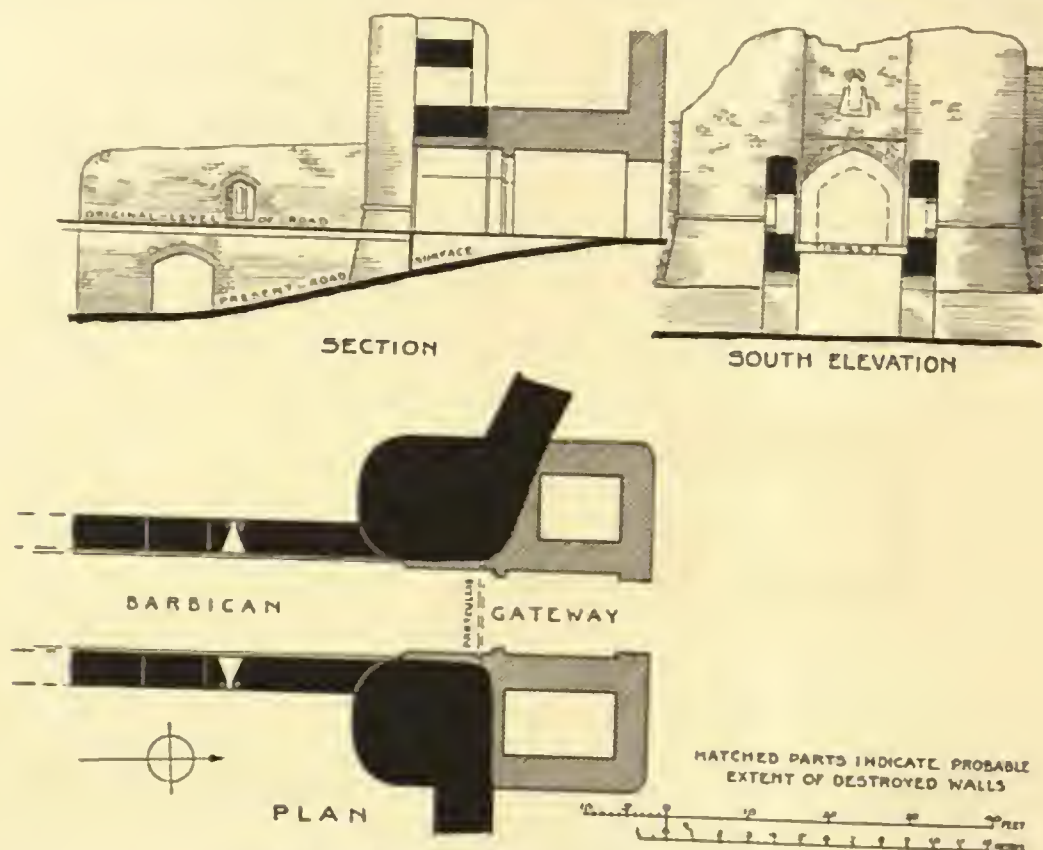 ORIGINAL-LEVEL OF ROAD
PRESENT-ROAD SURFACE
SECTION
SOUTH ELEVATION
BARBICAN
GATEWAY
PLAN
HATCHED PARTS INDICATE PROBABLE
EXTENT OF DESTROYED WALLS
FEET